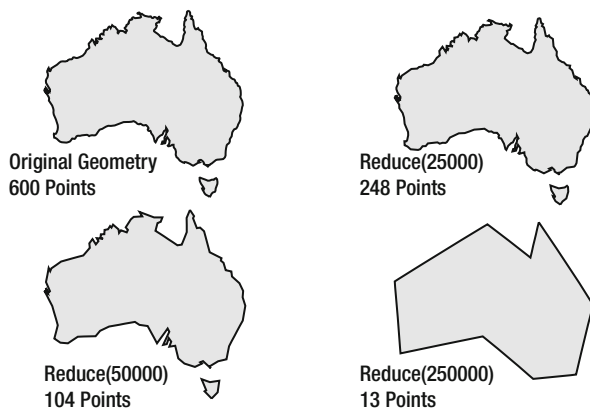 Original Geometry
600 Points
Reduce(25000)
248 Points
Reduce(50000)
104 Points
Reduce(250000)
13 Points